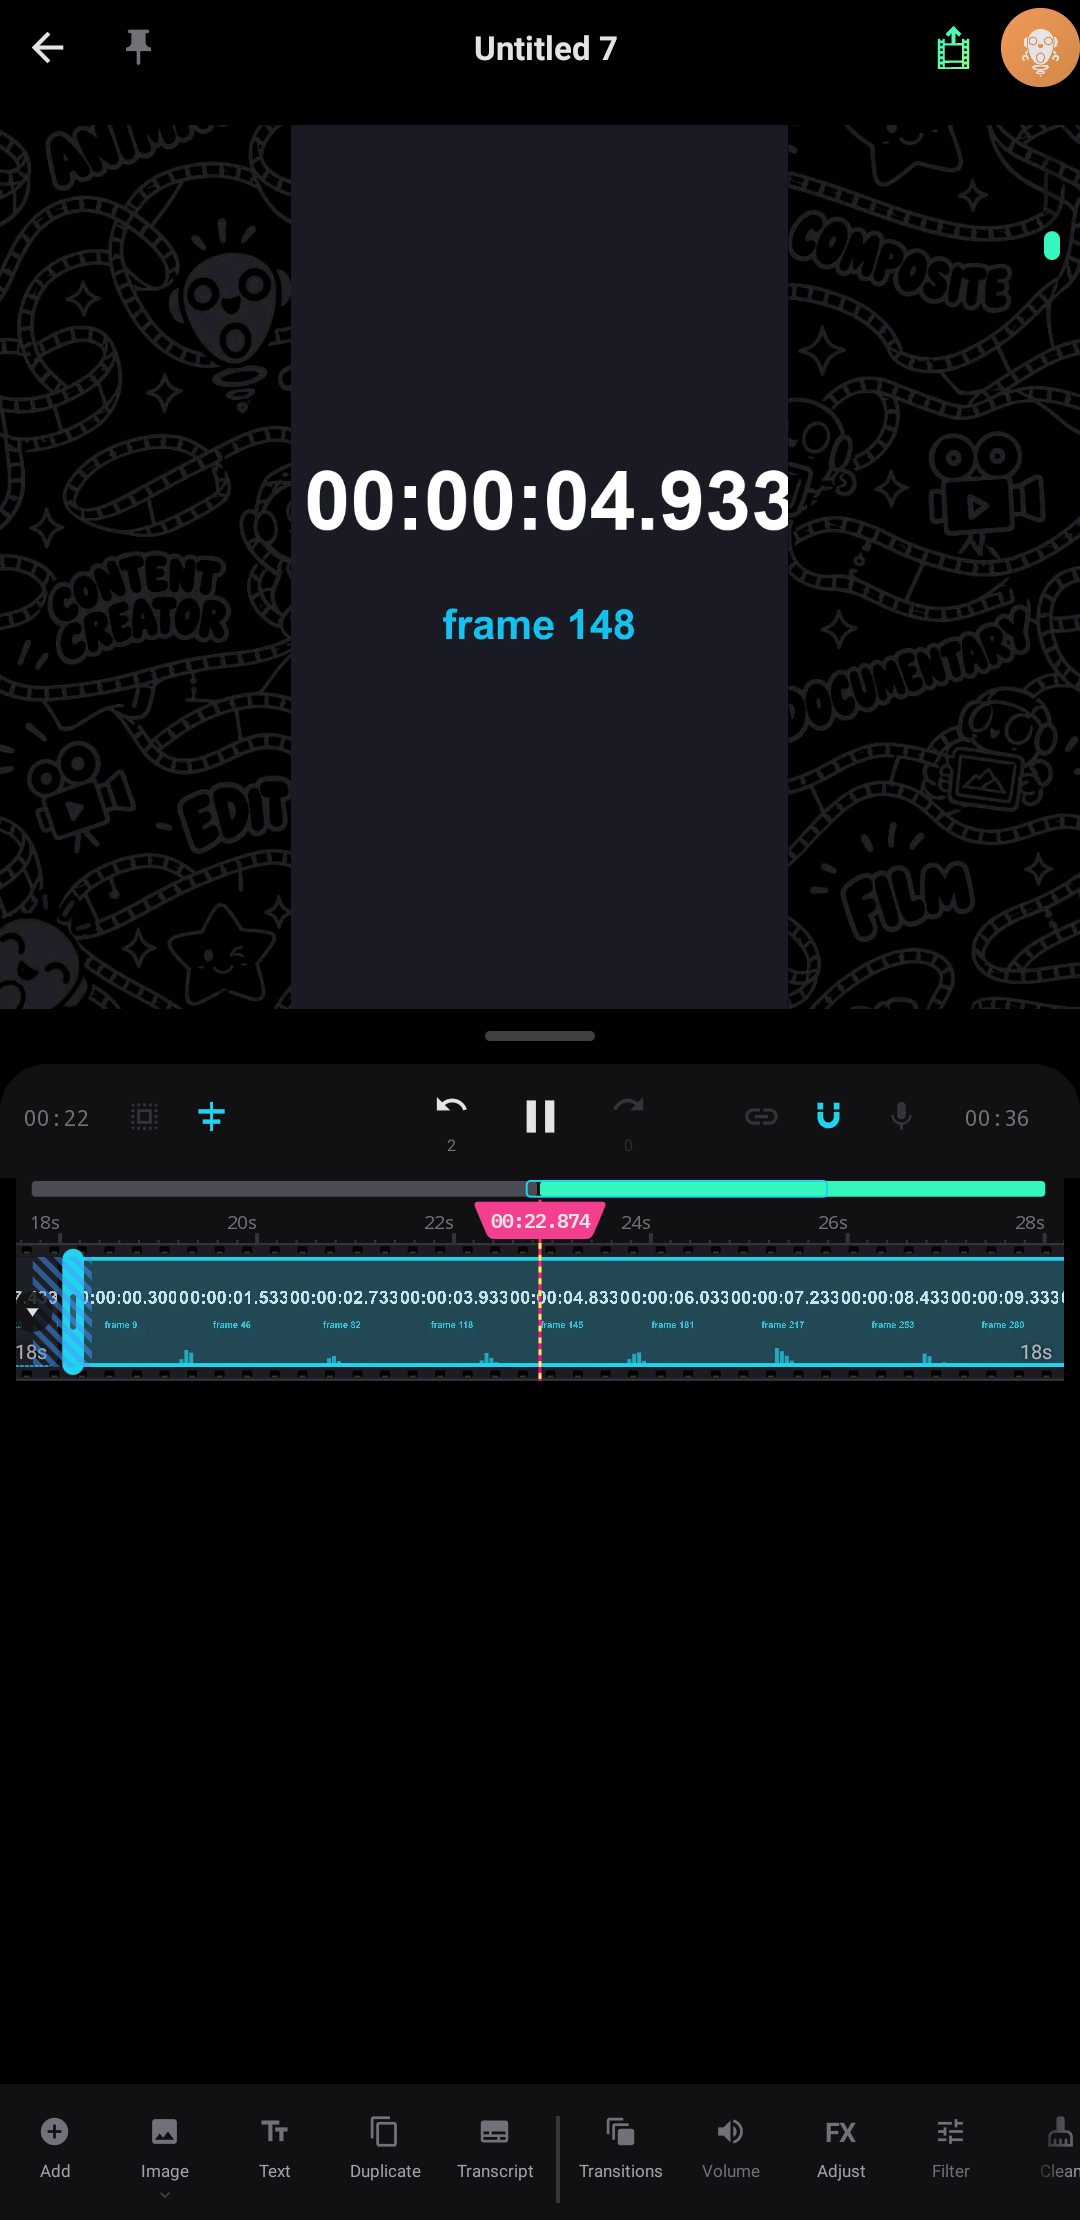 Untitled 7
ANIMA
COMPOSITE
00:00:04.933
frame 148
CONTENT CREATOR
DOCUMENTARY
EDIT
FILM
00:22
2
0
00:36
18s
20s
22s
00:22.874
24s
26s
28s
7.433
0:00:00.300
00:00:01.533
00:00:02.733
00:00:03.933
00:00:04.833
00:00:06.033
00:00:07.233
00:00:08.433
00:00:09.333
frame 9
frame 46
frame 82
frame 118
frame 145
frame 181
frame 217
frame 253
frame 280
18s
18s
Add
Image
Text
Duplicate
Transcript
Transitions
Volume
FX
Adjust
Filter
Clean